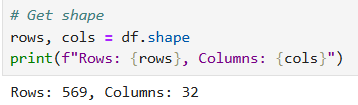 # Get shape
rows, cols = df.shape
print(f"Rows: {rows}, Columns: {cols}")
Rows: 569, Columns: 32